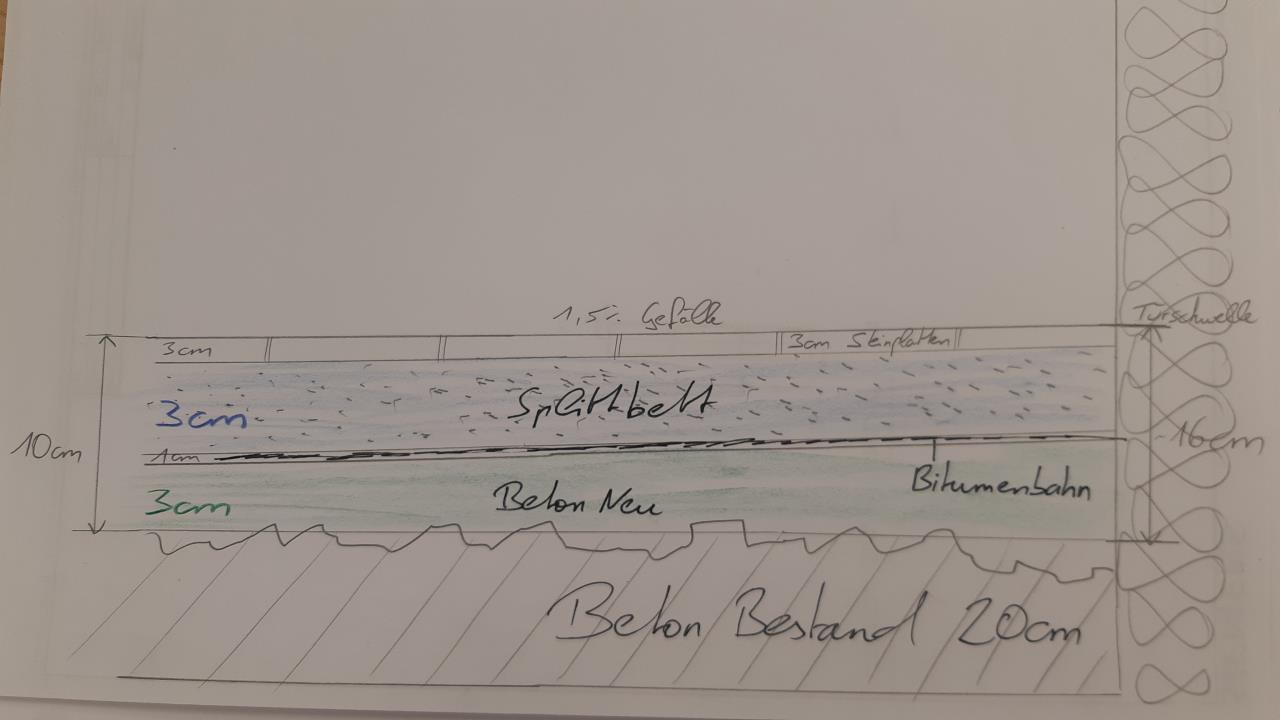 1,5% Gefälle
Türschwelle
3cm
3cm Steinplatten
Splittbett
3cm
10cm
16cm
1cm
Bitumenbahn
3cm
Beton Neu
Beton Bestand 20cm